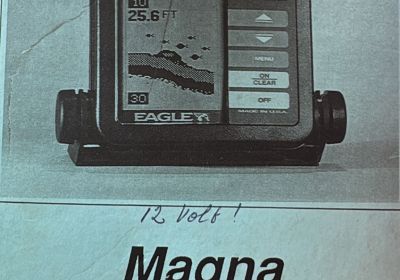 10
25.6 FT
MENU
ON
CLEAR
OFF
30
EAGLE
MADE IN U.S.A.
12 Volt !
Magna